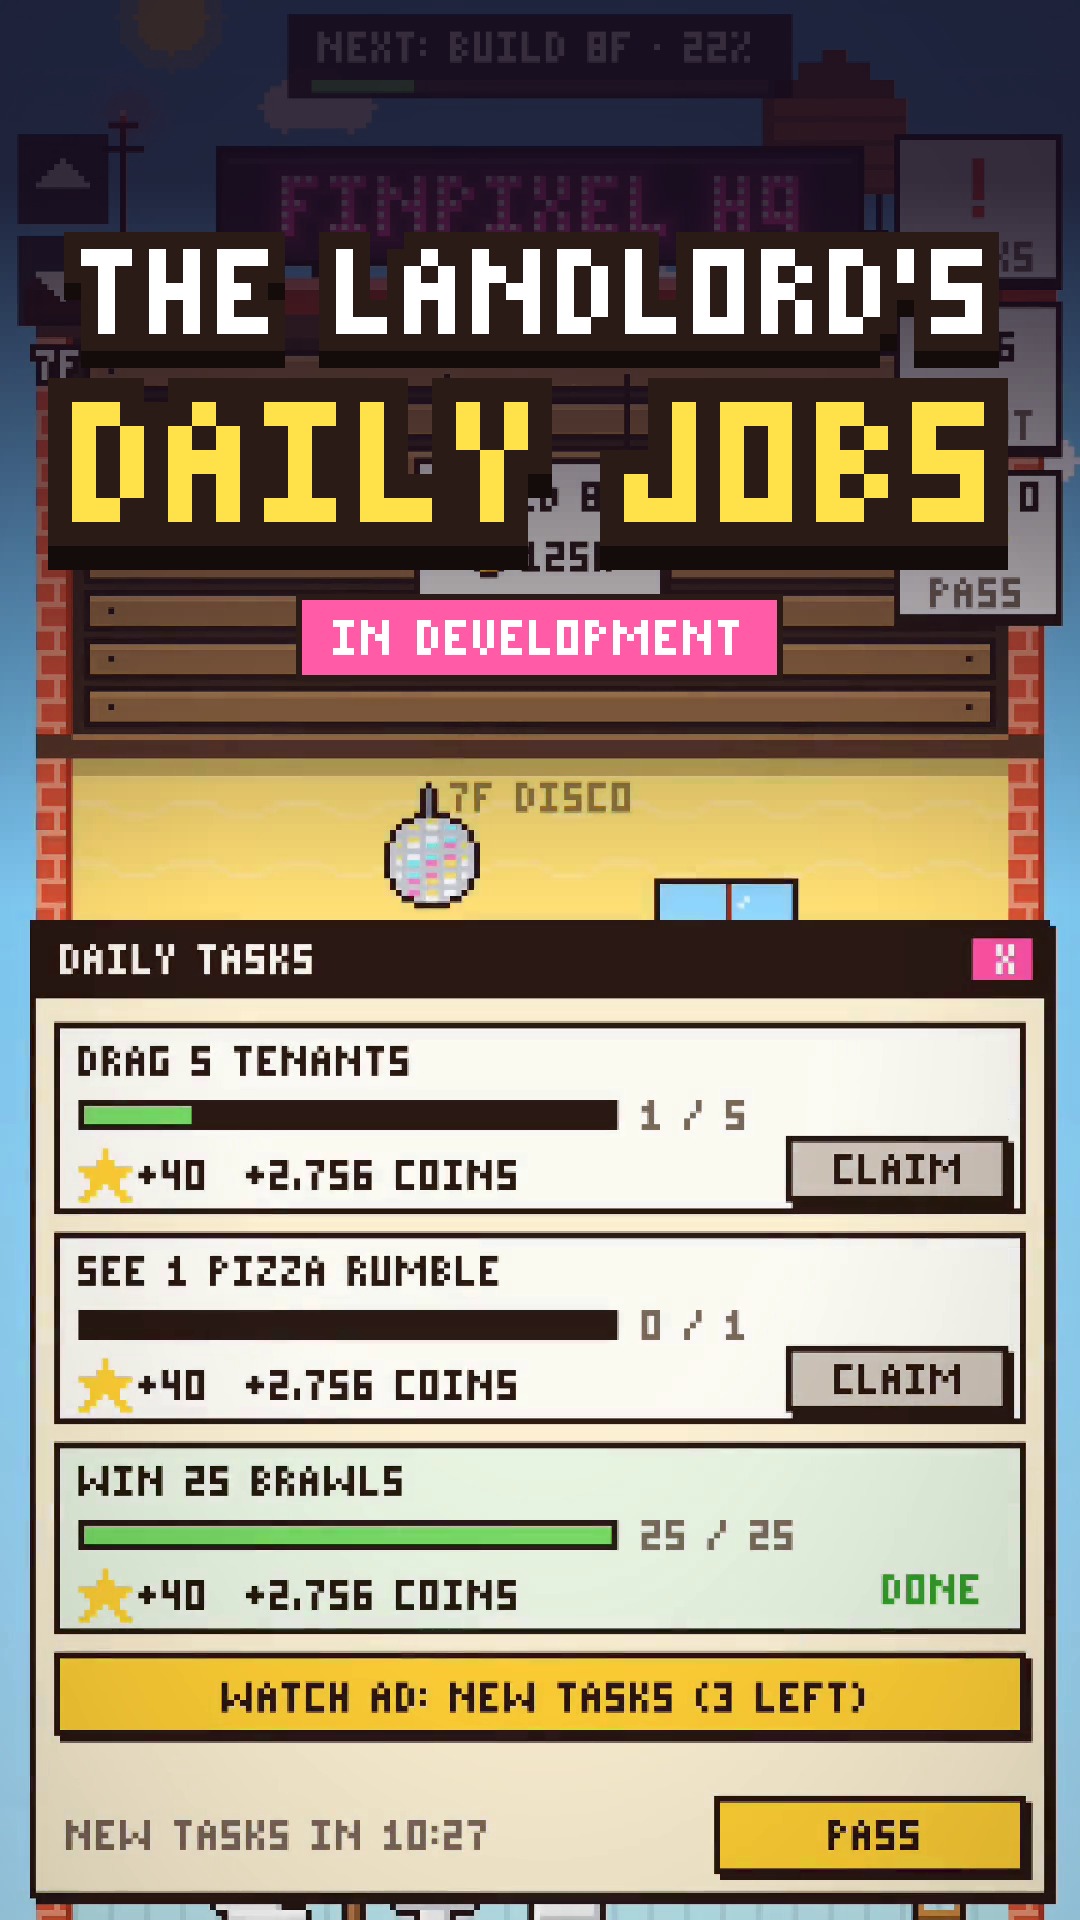 NEXT: BUILD 8F · 22%
FINPIXEL HQ
!
THE LANDLORD'S
7F
DAILY JOBS
0
PASS
IN DEVELOPMENT
7F DISCO
DAILY TASKS
X
DRAG 5 TENANTS
1 / 5
+40 +2.756 COINS
CLAIM
SEE 1 PIZZA RUMBLE
0 / 1
+40 +2.756 COINS
CLAIM
WIN 25 BRAWLS
25 / 25
+40 +2.756 COINS
DONE
WATCH AD: NEW TASKS (3 LEFT)
NEW TASKS IN 10:27
PASS